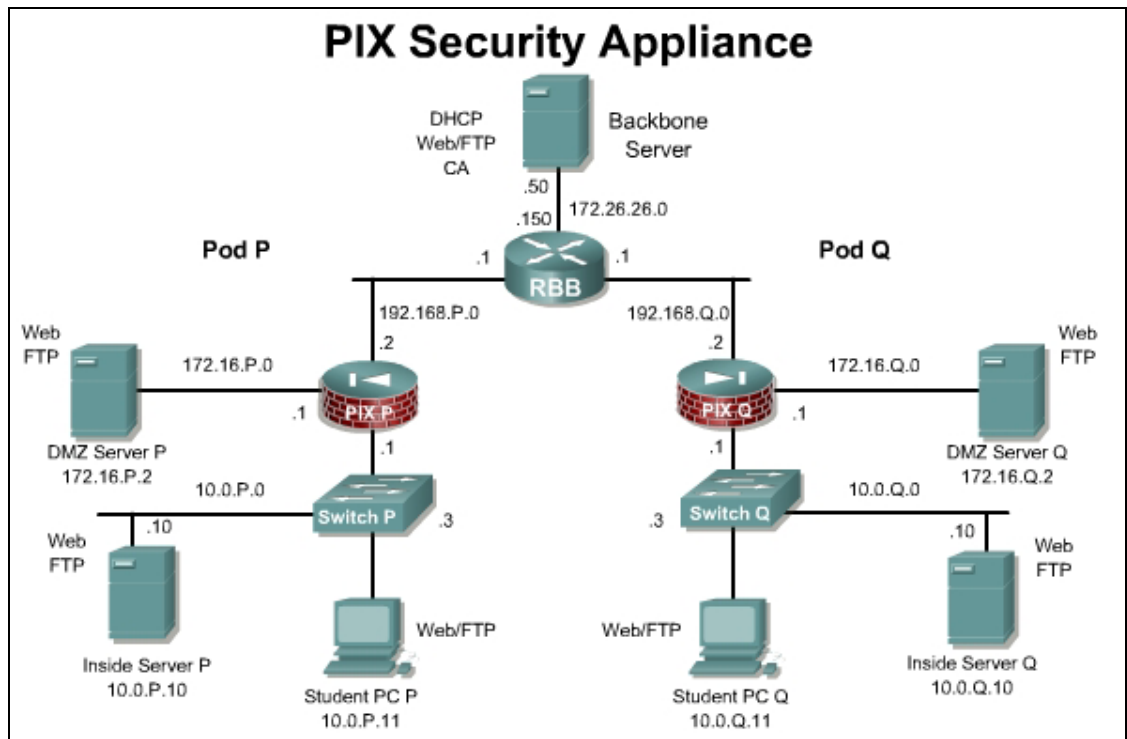 PIX Security Appliance
DHCP
Web/FTP
CA
Backbone
Server
.50
172.26.26.0
.150
Pod P
Pod Q
.1
.1
RBB
192.168.P.0
192.168.Q.0
Web
FTP
.2
.2
Web
FTP
172.16.P.0
172.16.Q.0
.1
PIX P
PIX Q
.1
DMZ Server P
172.16.P.2
.1
.1
DMZ Server Q
172.16.Q.2
10.0.P.0
10.0.Q.0
Switch P
.3
.3
Switch Q
.10
.10
Web
FTP
Web
FTP
Web/FTP
Web/FTP
Inside Server P
10.0.P.10
Inside Server Q
10.0.Q.10
Student PC P
10.0.P.11
Student PC Q
10.0.Q.11